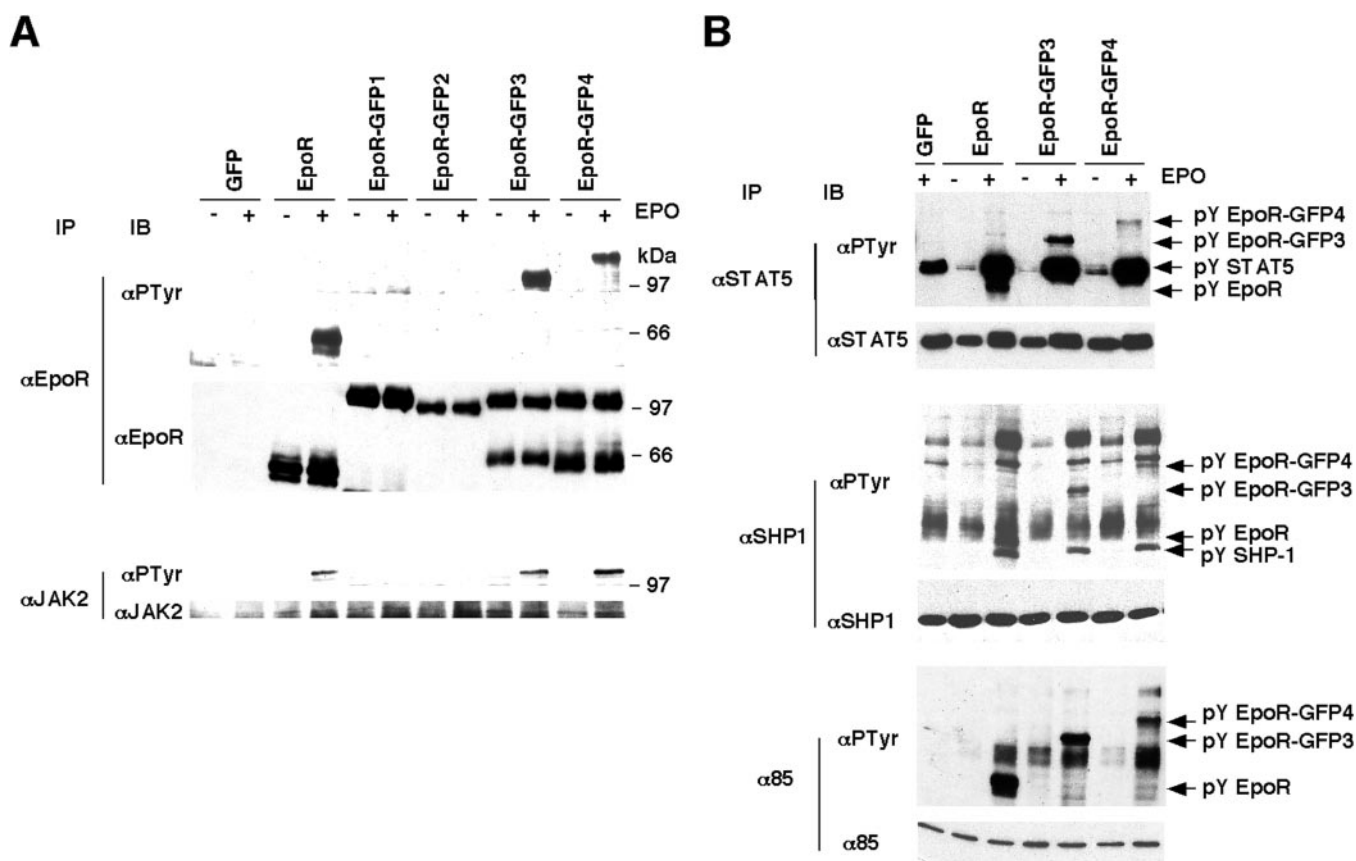 A
GFP
EpoR
EpoR-GFP1
EpoR-GFP2
EpoR-GFP3
EpoR-GFP4
IP IB - + - + - + - + - + - + EPO
kDa
αPTyr
- 97
- 66
αEpoR
αEpoR
- 97
- 66
αPTyr
- 97
αJAK2
αJAK2
B
GFP
EpoR
EpoR-GFP3
EpoR-GFP4
IP IB + - + - + - + EPO
αPTyr
pY EpoR-GFP4
pY EpoR-GFP3
pY STAT5
pY EpoR
αSTAT5
αSTAT5
αPTyr
pY EpoR-GFP4
pY EpoR-GFP3
pY EpoR
pY SHP-1
αSHP1
αSHP1
αPTyr
pY EpoR-GFP4
pY EpoR-GFP3
pY EpoR
α85
α85